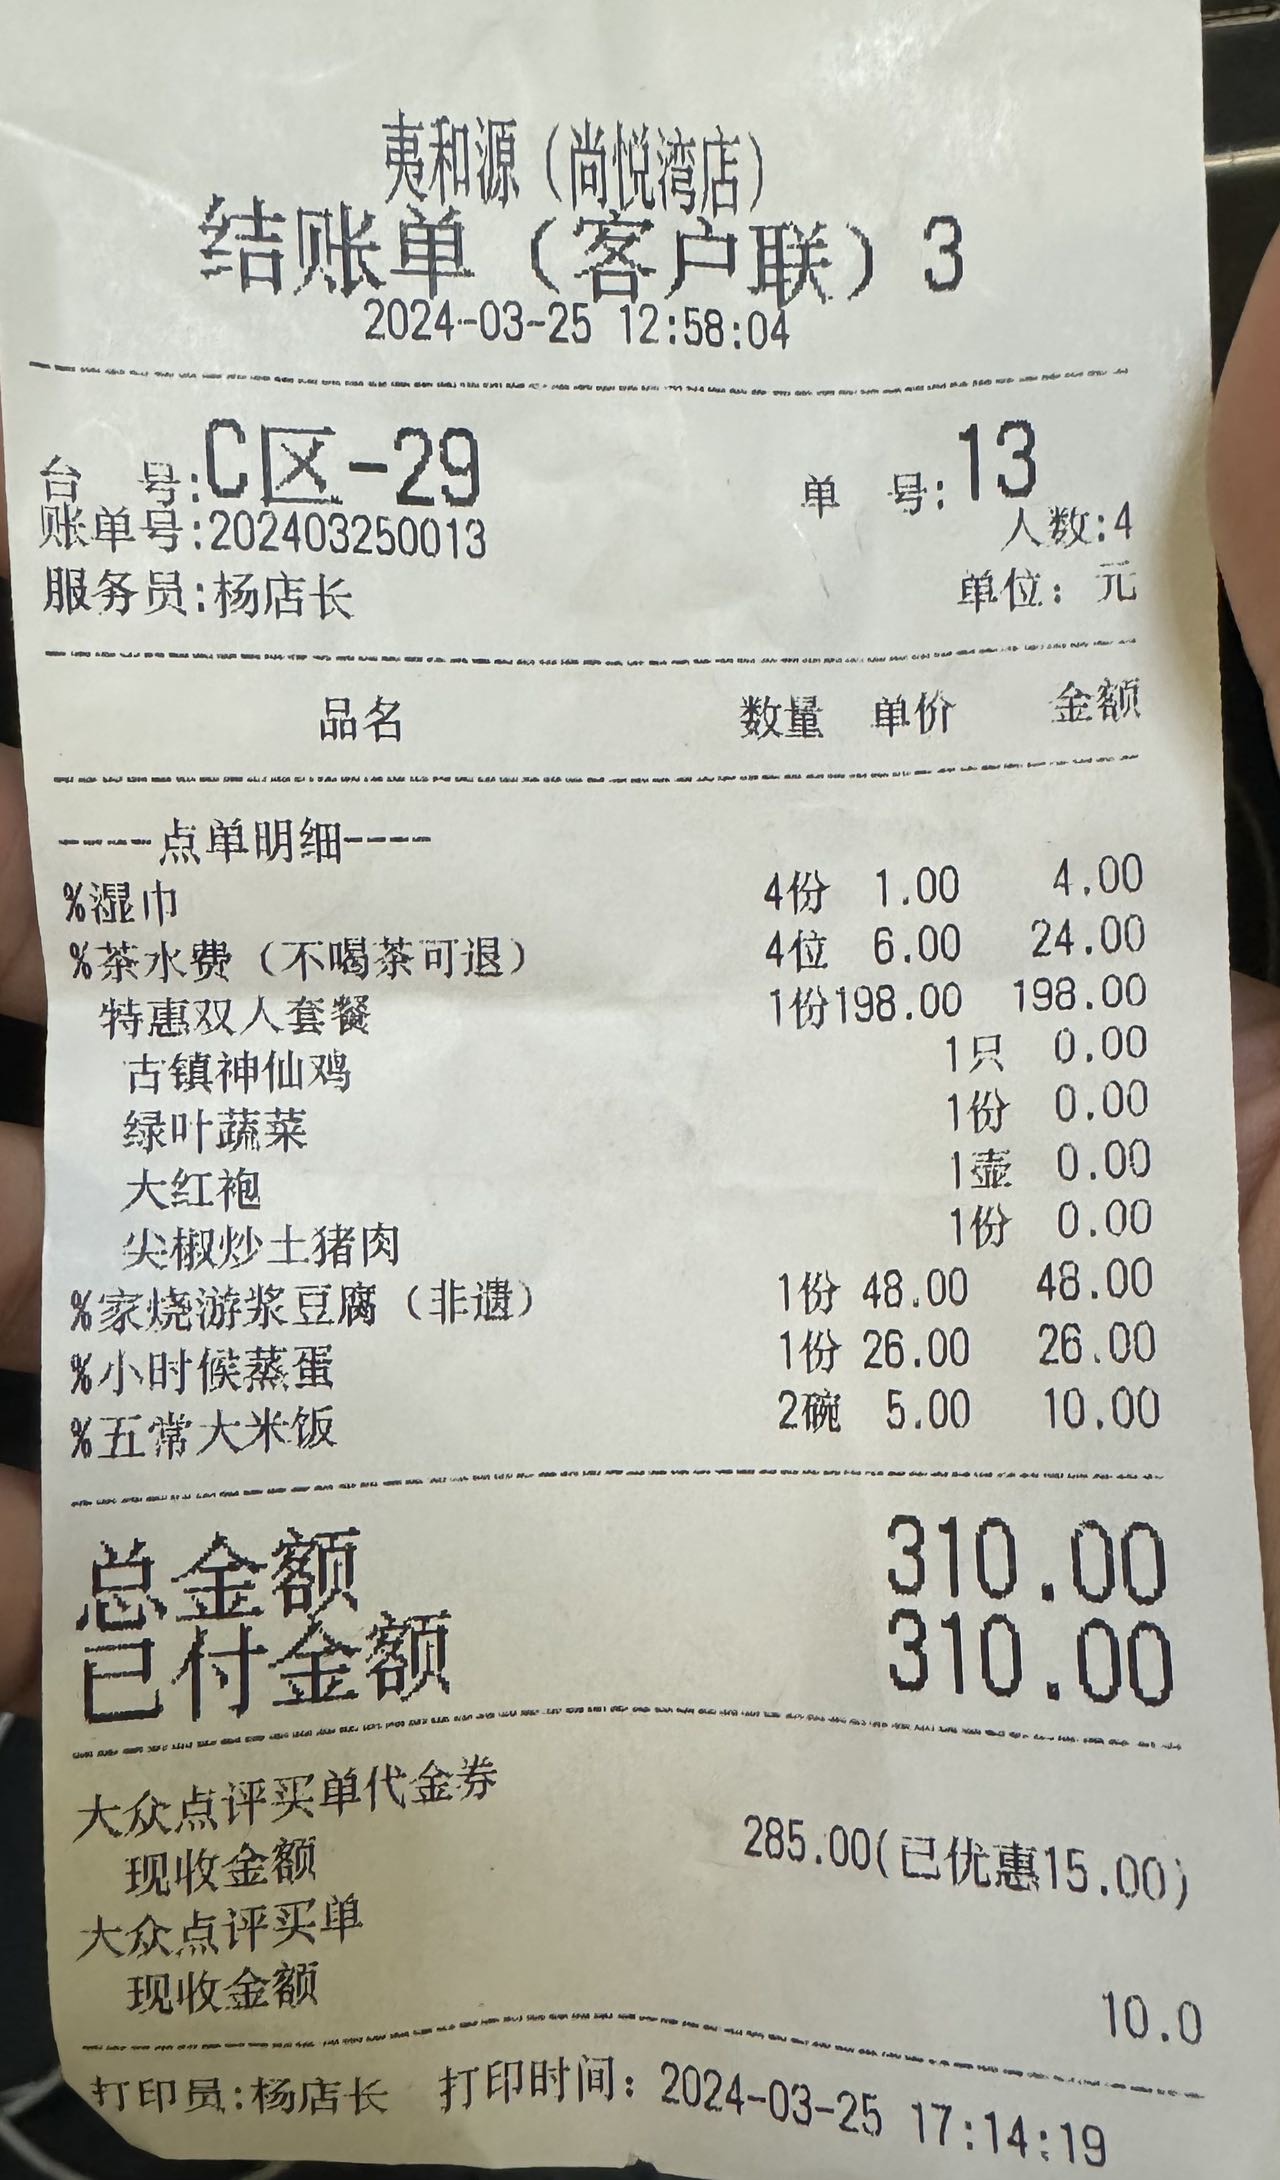 夷和源（尚悦湾店）
结账单（客户联）3
2024-03-25 12:58:04
台 号:C区-29 单 号:13
账单号:202403250013 人数:4
服务员:杨店长 单位：元
品名 数量 单价 金额
----点单明细----
%湿巾 4份 1.00 4.00
%茶水费（不喝茶可退） 4位 6.00 24.00
特惠双人套餐 1份198.00 198.00
古镇神仙鸡 1只 0.00
绿叶蔬菜 1份 0.00
大红袍 1壶 0.00
尖椒炒土猪肉 1份 0.00
%家烧游浆豆腐（非遗） 1份 48.00 48.00
%小时候蒸蛋 1份 26.00 26.00
%五常大米饭 2碗 5.00 10.00
总金额 310.00
已付金额 310.00
大众点评买单代金券
现收金额 285.00(已优惠15.00)
大众点评买单
现收金额 10.0
打印员:杨店长 打印时间：2024-03-25 17:14:19